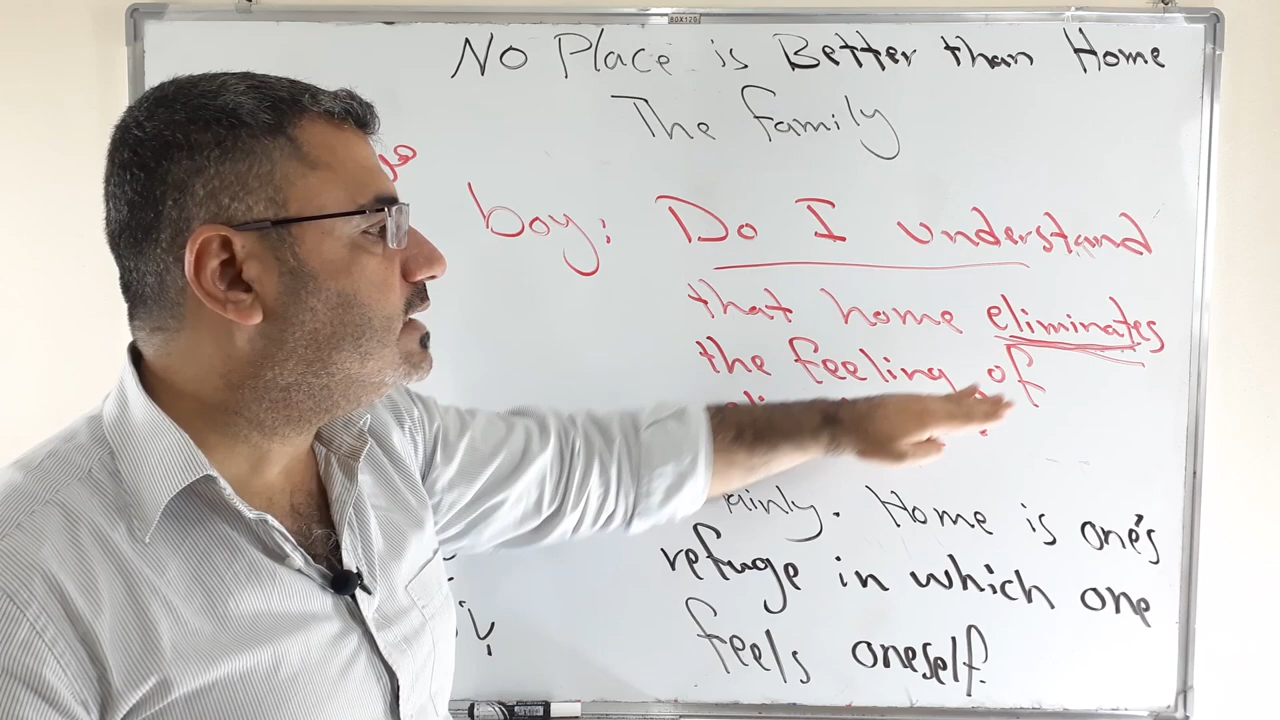 80X120
No Place is Better than Home
The family
boy: Do I understand
that home eliminates
the feeling of
Home is one's
refuge in which one
feels oneself.